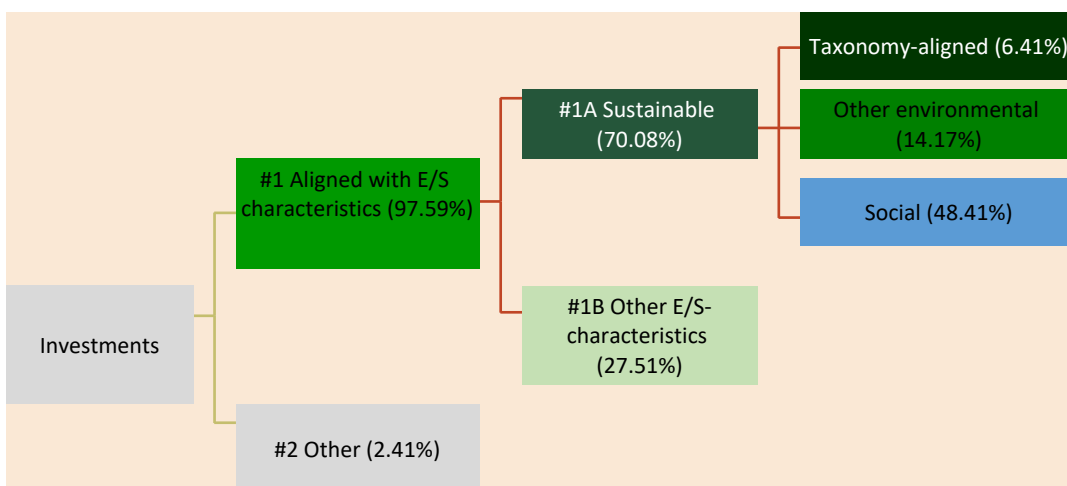 Taxonomy-aligned (6.41%)
#1A Sustainable
(70.08%)
Other environmental
(14.17%)
#1 Aligned with E/S
characteristics (97.59%)
Social (48.41%)
#1B Other E/S-
characteristics
(27.51%)
Investments
#2 Other (2.41%)